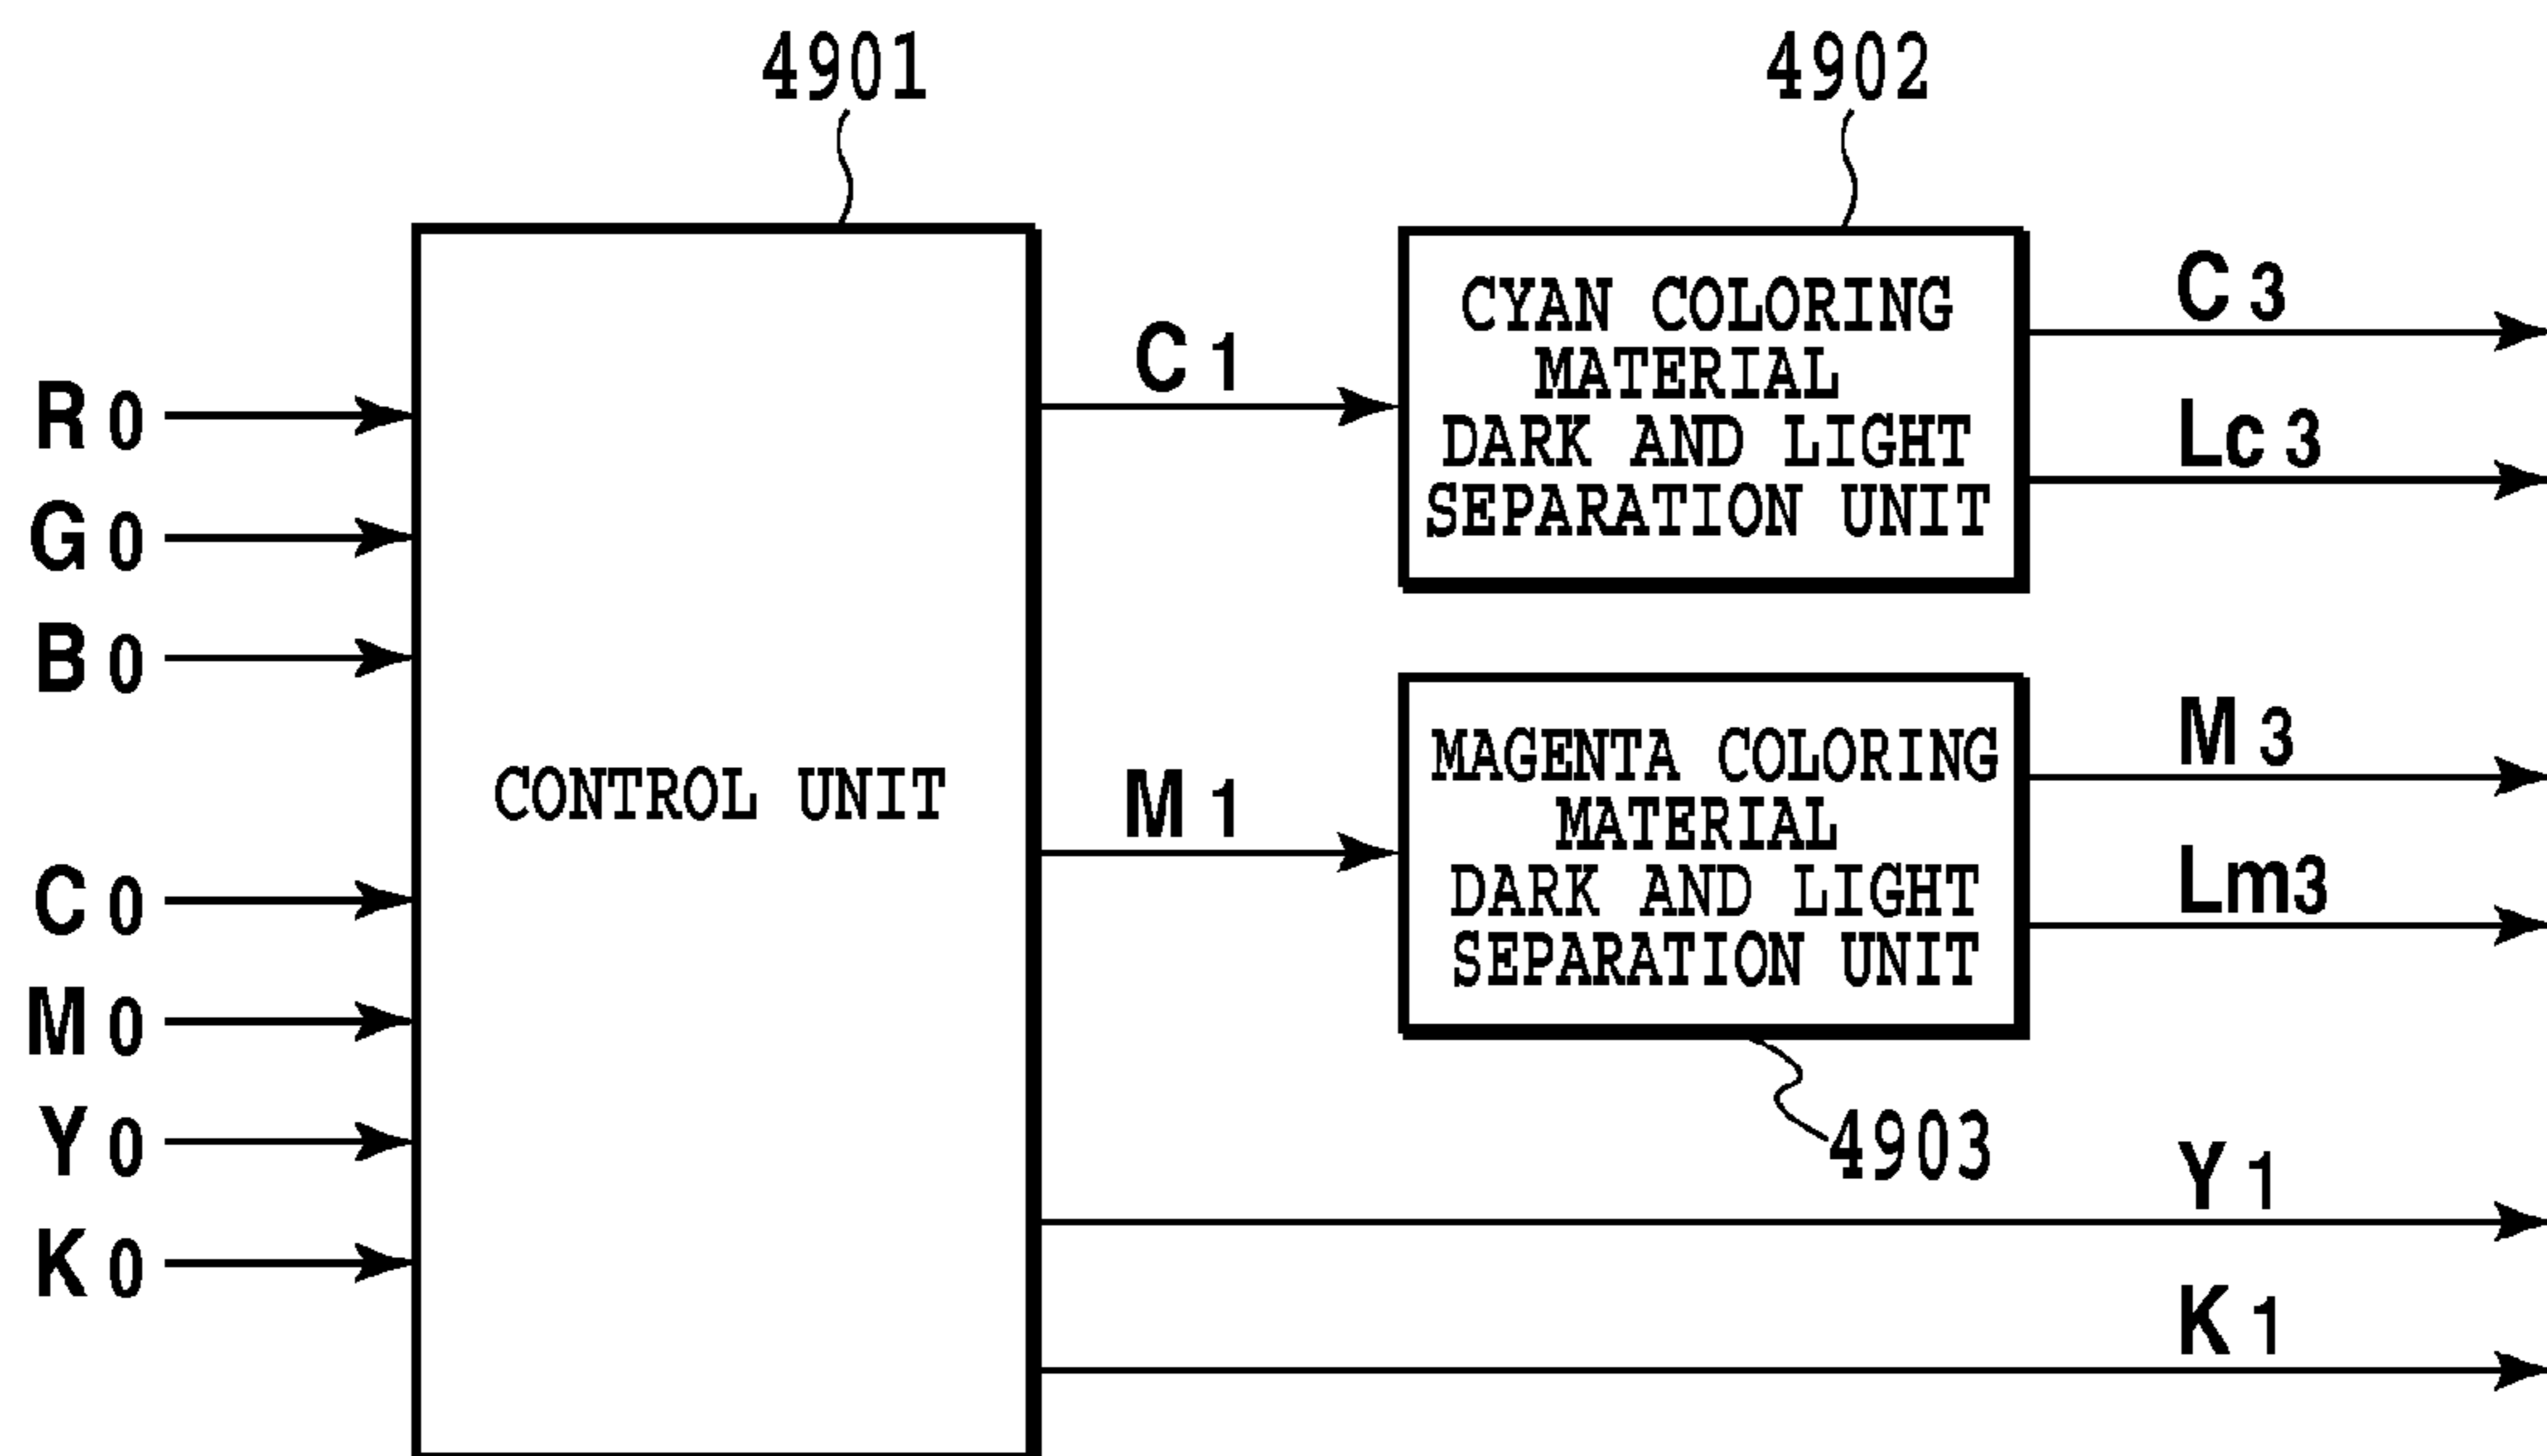 4901
4902
R0
G0
B0
C0
M0
Y0
K0
CONTROL UNIT
C1
M1
CYAN COLORING
MATERIAL
DARK AND LIGHT
SEPARATION UNIT
MAGENTA COLORING
MATERIAL
DARK AND LIGHT
SEPARATION UNIT
4903
C3
Lc3
M3
Lm3
Y1
K1